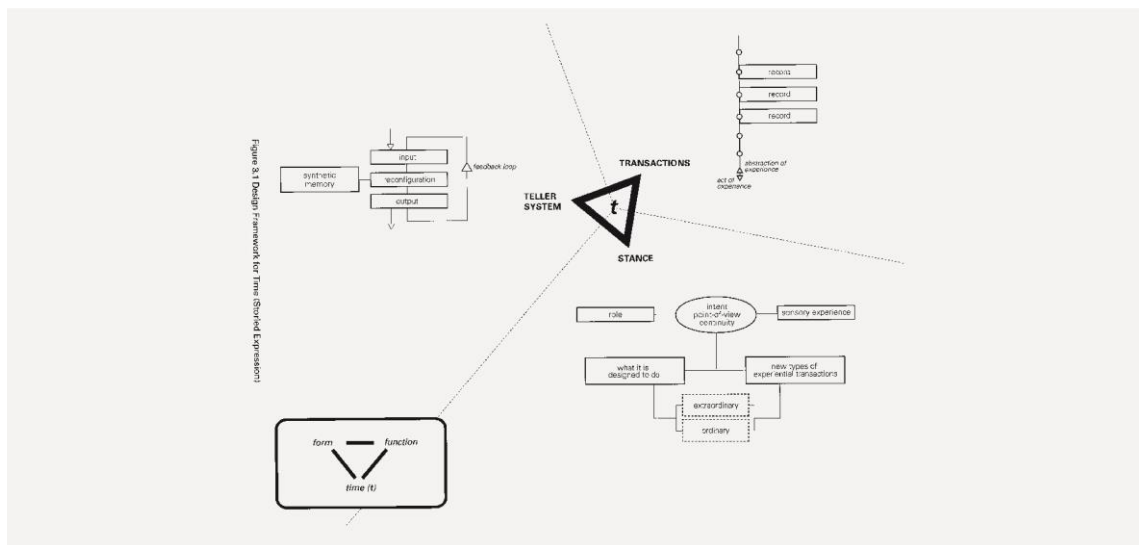 Figure 3.1 Design Framework for Time (Storied Expression)
synthetic
memory
input
reconfiguration
output
feedback loop
TELLER
SYSTEM
TRANSACTIONS
t
STANCE
record
record
record
abstraction of
experience
act of
experience
role
intent
point-of-view
continuity
sensory experience
what it is
designed to do
new types of
experiential transactions
extraordinary
ordinary
form
function
time (t)